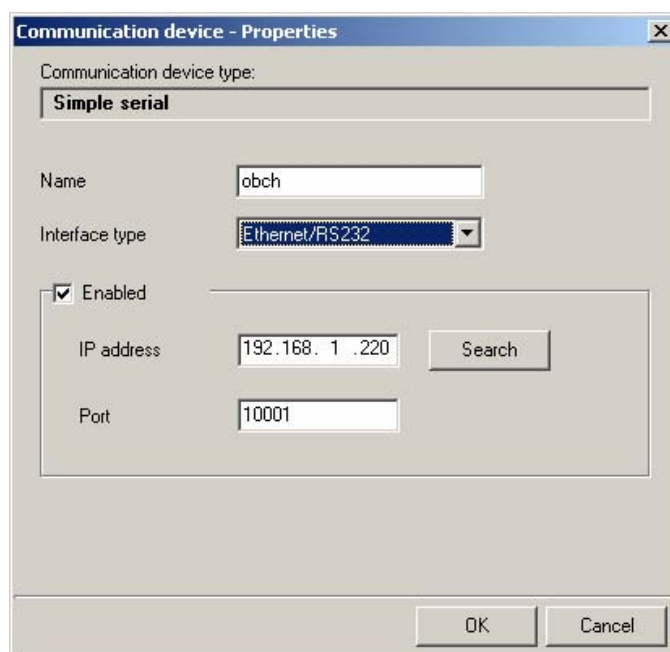 Communication device - Properties
Communication device type:
Simple serial
Name obch
Interface type Ethernet/RS232
Enabled
IP address 192.168. 1 .220 Search
Port 10001
OK Cancel